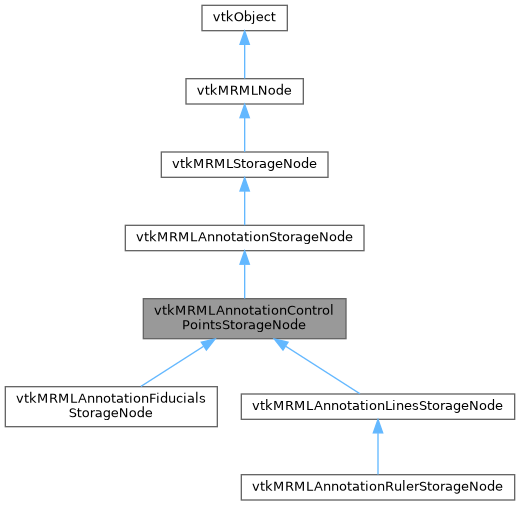 vtkObject
vtkMRMLNode
vtkMRMLStorageNode
vtkMRMLAnnotationStorageNode
vtkMRMLAnnotationControl
PointsStorageNode
vtkMRMLAnnotationFiducials
StorageNode
vtkMRMLAnnotationLinesStorageNode
vtkMRMLAnnotationRulerStorageNode